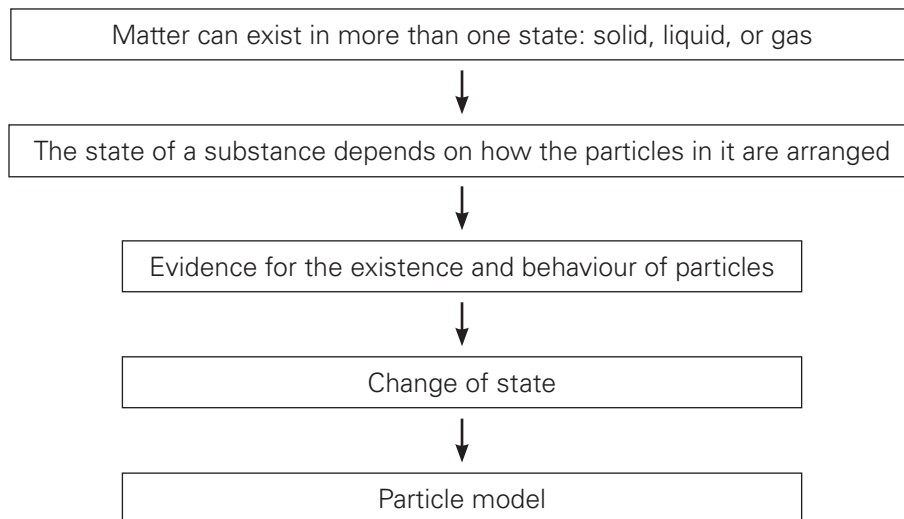 Matter can exist in more than one state: solid, liquid, or gas
The state of a substance depends on how the particles in it are arranged
Evidence for the existence and behaviour of particles
Change of state
Particle model